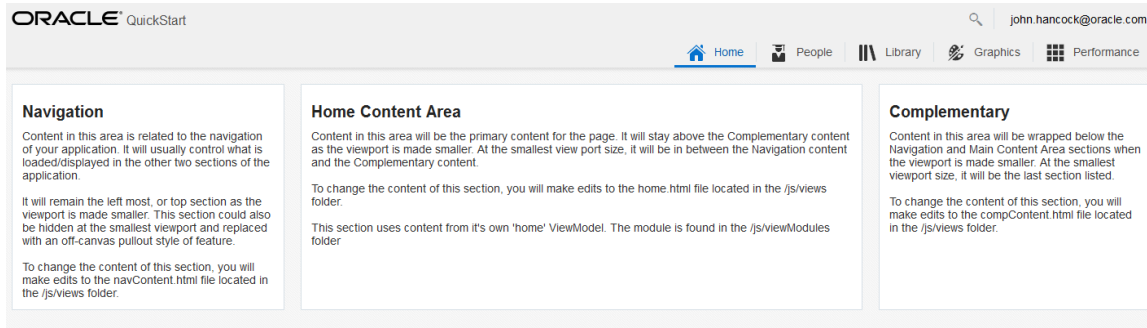 ORACLE® QuickStart
john.hancock@oracle.com
Home
People
Library
Graphics
Performance
Navigation
Content in this area is related to the navigation
of your application. It will usually control what is
loaded/displayed in the other two sections of the
application.
It will remain the left most, or top section as the
viewport is made smaller. This section could also
be hidden at the smallest viewport and replaced
with an off-canvas pullout style of feature.
To change the content of this section, you will
make edits to the navContent.html file located in
the /js/views folder.
Home Content Area
Content in this area will be the primary content for the page. It will stay above the Complementary content
as the viewport is made smaller. At the smallest view port size, it will be in between the Navigation content
and the Complementary content.
To change the content of this section, you will make edits to the home.html file located in the /js/views
folder.
This section uses content from it's own 'home' ViewModel. The module is found in the /js/viewModules
folder
Complementary
Content in this area will be wrapped below the
Navigation and Main Content Area sections when
the viewport is made smaller. At the smallest
viewport size, it will be the last section listed.
To change the content of this section, you will
make edits to the compContent.html file located
in the /js/views folder.